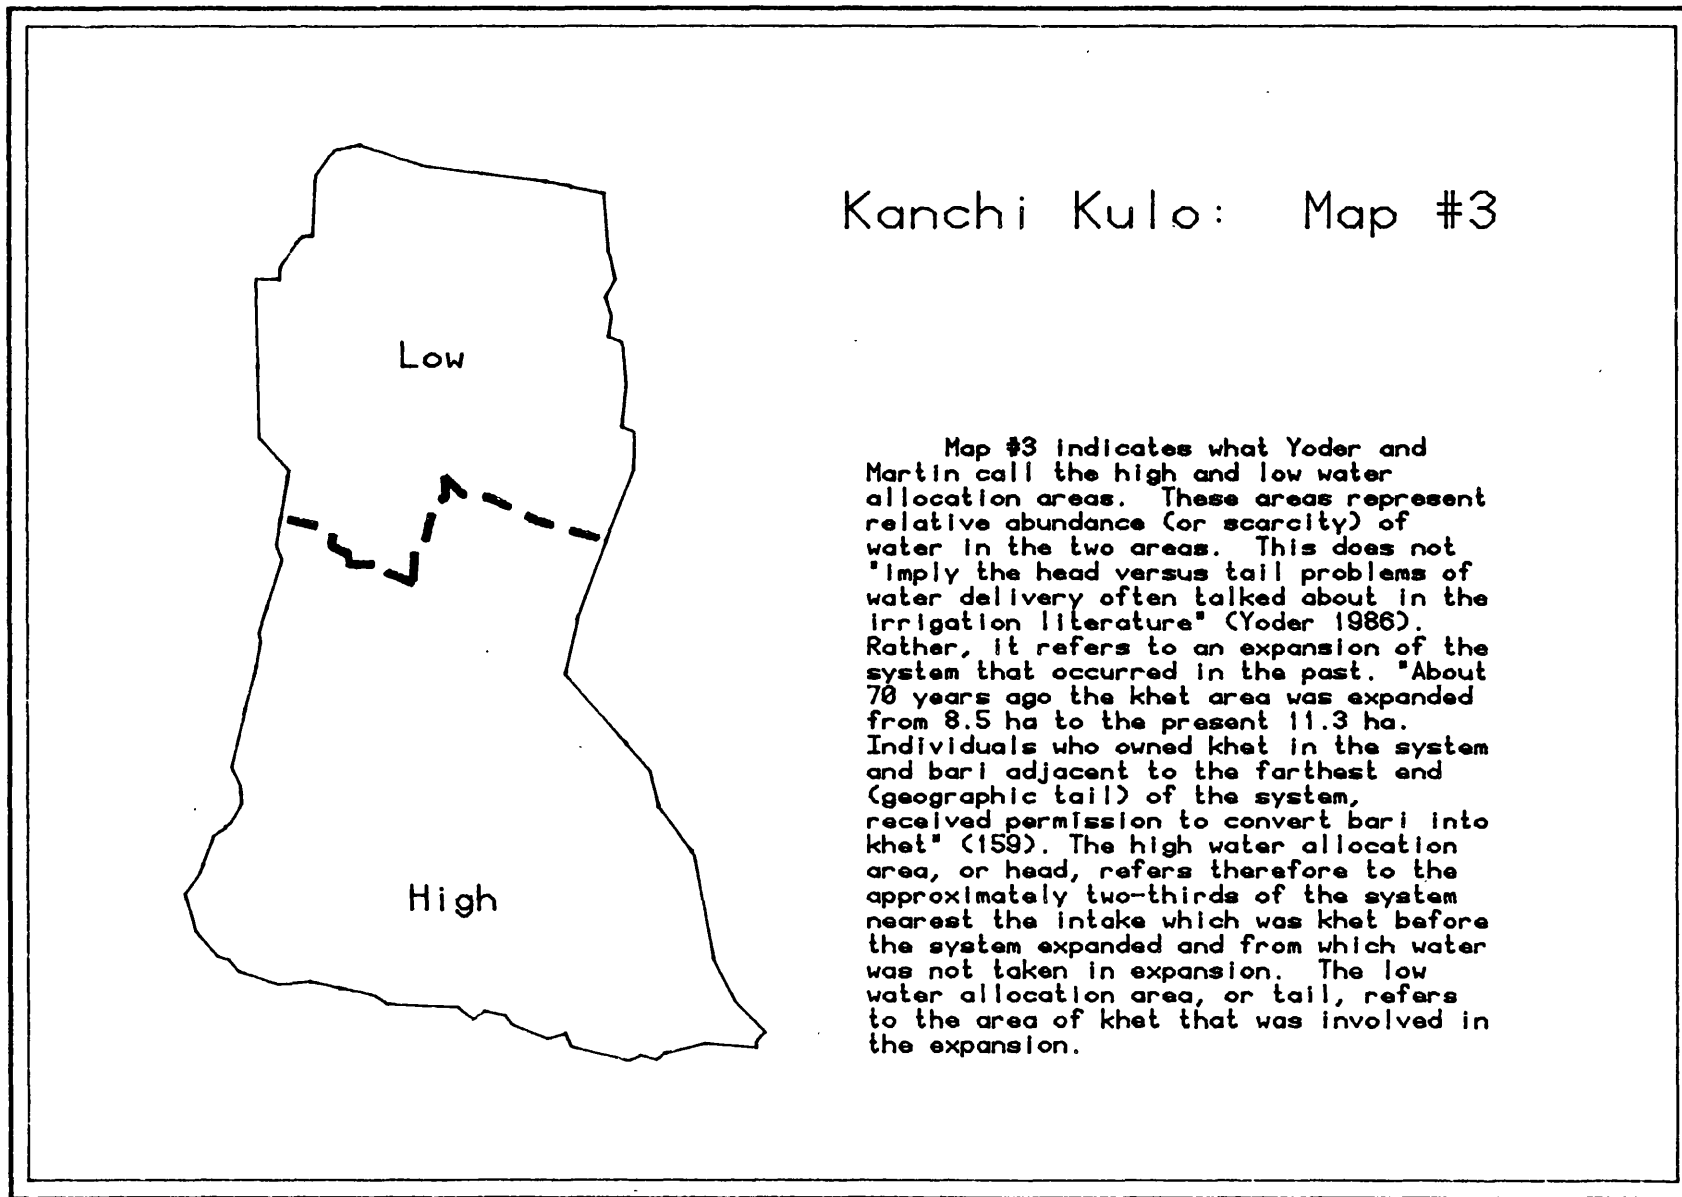 Kanchi Kulo: Map #3
Low
High
Map #3 indicates what Yoder and
Martin call the high and low water
allocation areas. These areas represent
relative abundance (or scarcity) of
water in the two areas. This does not
"imply the head versus tail problems of
water delivery often talked about in the
irrigation literature" (Yoder 1986).
Rather, it refers to an expansion of the
system that occurred in the past. "About
70 years ago the khet area was expanded
from 8.5 ha to the present 11.3 ha.
Individuals who owned khet in the system
and bari adjacent to the farthest end
(geographic tail) of the system,
received permission to convert bari into
khet" (159). The high water allocation
area, or head, refers therefore to the
approximately two-thirds of the system
nearest the intake which was khet before
the system expanded and from which water
was not taken in expansion. The low
water allocation area, or tail, refers
to the area of khet that was involved in
the expansion.